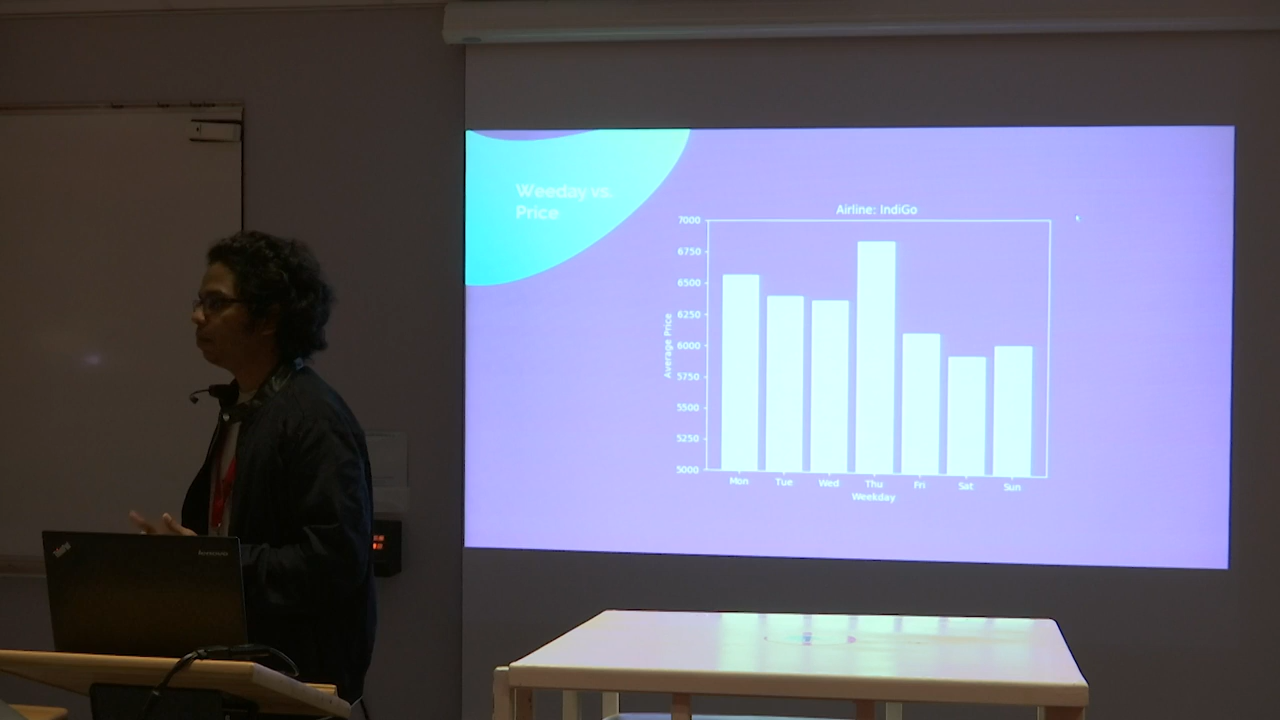 Weeday vs.
Price
Airline: IndiGo
7000
6750
6500
6250
6000
5750
5500
5250
5000
Average Price
Mon Tue Wed Thu Fri Sat Sun
Weekday
ThinkPad
lenovo